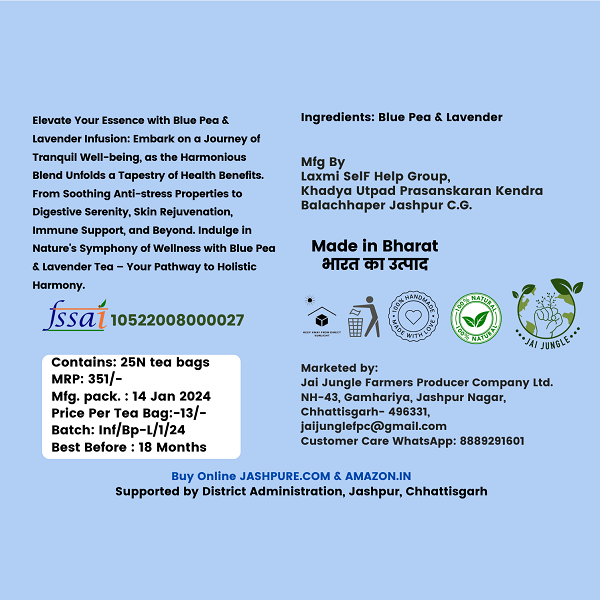 Elevate Your Essence with Blue Pea &
Lavender Infusion: Embark on a Journey of
Tranquil Well-being, as the Harmonious
Blend Unfolds a Tapestry of Health Benefits.
From Soothing Anti-stress Properties to
Digestive Serenity, Skin Rejuvenation,
Immune Support, and Beyond. Indulge in
Nature's Symphony of Wellness with Blue Pea
& Lavender Tea – Your Pathway to Holistic
Harmony.
fssai 10522008000027
Contains: 25N tea bags
MRP: 351/-
Mfg. pack. : 14 Jan 2024
Price Per Tea Bag:-13/-
Batch: Inf/Bp-L/1/24
Best Before : 18 Months
Ingredients: Blue Pea & Lavender
Mfg By
Laxmi SelF Help Group,
Khadya Utpad Prasanskaran Kendra
Balachhaper Jashpur C.G.
Made in Bharat
भारत का उत्पाद
KEEP AWAY FROM DIRECT
SUNLIGHT
100% HANDMADE
MADE WITH LOVE
100% NATURAL
100% NATURAL
JAI JUNGLE
Marketed by:
Jai Jungle Farmers Producer Company Ltd.
NH-43, Gamhariya, Jashpur Nagar,
Chhattisgarh- 496331,
jaijunglefpc@gmail.com
Customer Care WhatsApp: 8889291601
Buy Online JASHPURE.COM & AMAZON.IN
Supported by District Administration, Jashpur, Chhattisgarh